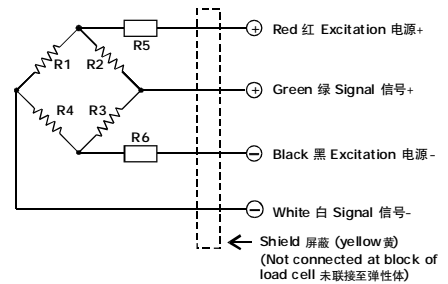 Red 红 Excitation 电源+
R5
R1
R2
Green 绿 Signal 信号+
R4
R3
R6
Black 黑 Excitation 电源-
White 白 Signal 信号-
Shield 屏蔽 (yellow黄)
(Not connected at block of
load cell 未联接至弹性体)